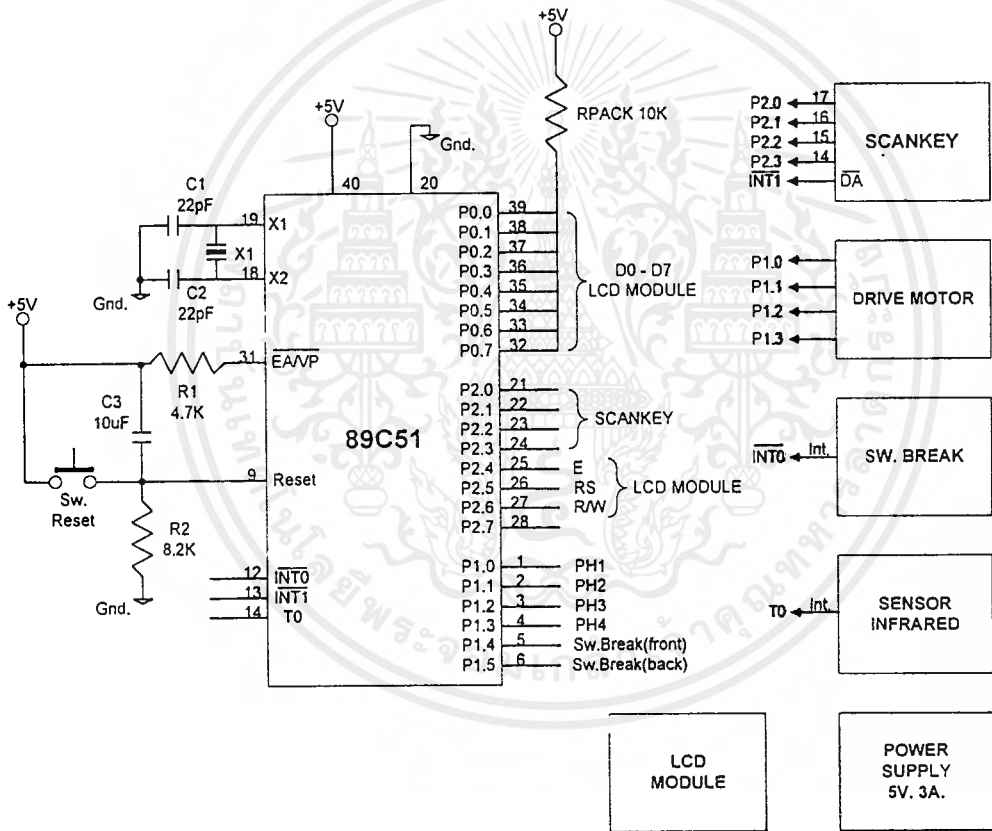 +5V
RPACK 10K
+5V
Gnd.
40
20
C1
22pF
19
X1
X1
18
X2
C2
22pF
Gnd.
+5V
31
EA/VP
R1
4.7K
C3
10uF
89C51
9
Reset
Sw.
Reset
R2
8.2K
Gnd.
12
INT0
13
INT1
14
T0
P0.0 39
P0.1 38
P0.2 37
P0.3 36
P0.4 35
P0.5 34
P0.6 33
P0.7 32
D0 - D7
LCD MODULE
P2.0 21
P2.1 22
P2.2 23
P2.3 24
SCANKEY
P2.4 25 E
P2.5 26 RS
P2.6 27 R/W
P2.7 28
LCD MODULE
P1.0 1 PH1
P1.1 2 PH2
P1.2 3 PH3
P1.3 4 PH4
P1.4 5 Sw.Break(front)
P1.5 6 Sw.Break(back)
P2.0 17
P2.1 16
P2.2 15
P2.3 14
INT1 DA
SCANKEY
P1.0
P1.1
P1.2
P1.3
DRIVE MOTOR
INT0 Int.
SW. BREAK
T0 Int.
SENSOR
INFRARED
LCD
MODULE
POWER
SUPPLY
5V. 3A.